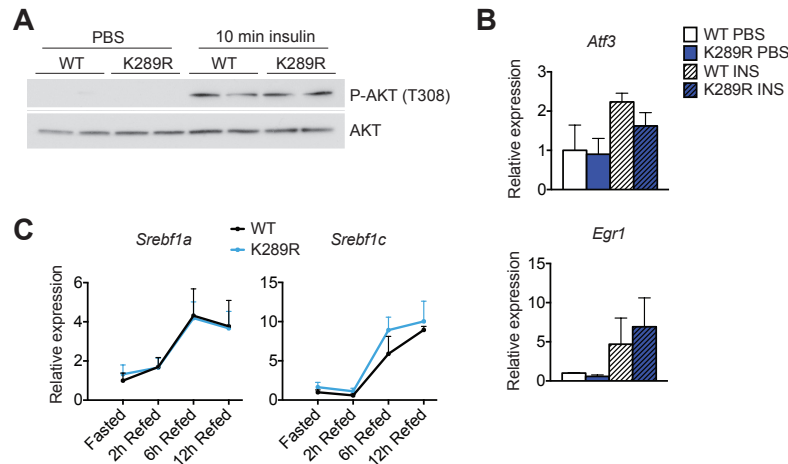 A
PBS
10 min insulin
WT
K289R
WT
K289R
P-AKT (T308)
AKT
B
WT PBS
K289R PBS
WT INS
K289R INS
Atf3
Relative expression
3
2
1
0
Egr1
Relative expression
15
10
5
0
C
WT
K289R
Srebf1a
Relative expression
6
4
2
0
Fasted
2h Refed
6h Refed
12h Refed
Srebf1c
15
10
5
0
Fasted
2h Refed
6h Refed
12h Refed